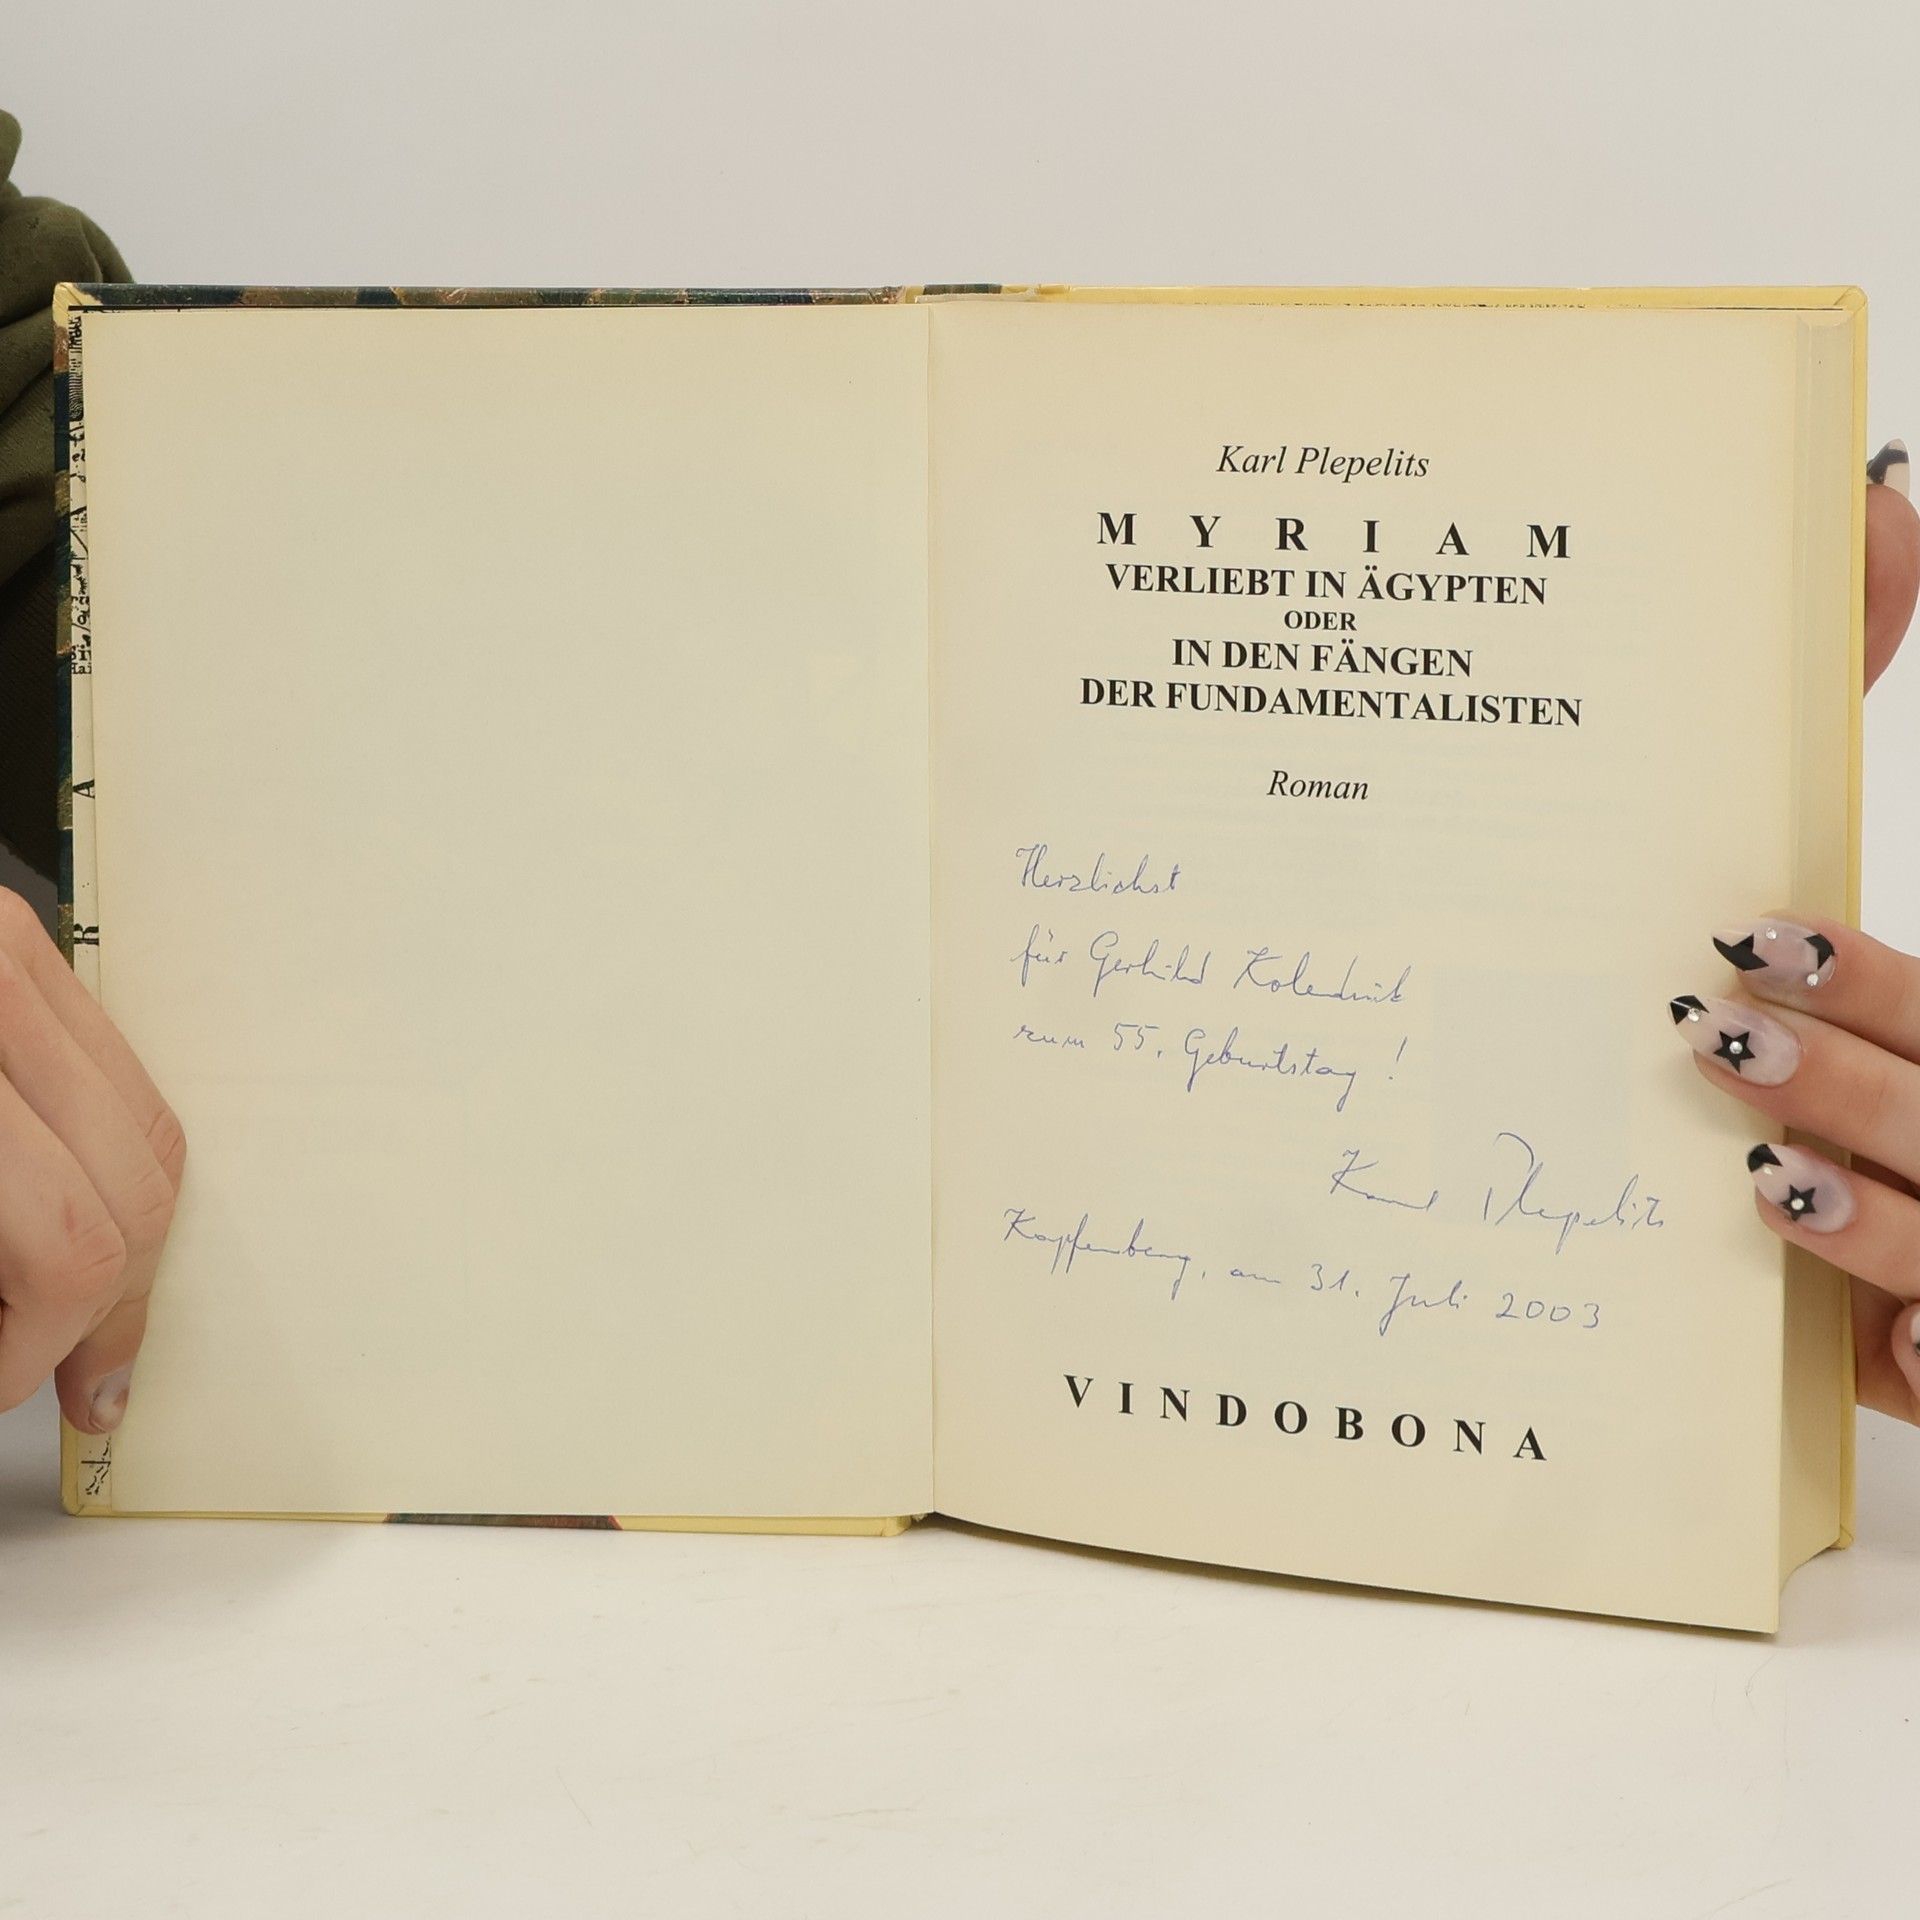 Karl Plepelits
MYRIAM
VERLIEBT IN ÄGYPTEN
ODER
IN DEN FÄNGEN
DER FUNDAMENTALISTEN
Roman
Herzlichst
für Gerhild
zum 55. Geburtstag!
Karl Plepelits
Kapfenberg, am 31. Juli 2003
VINDOBONA
A
R